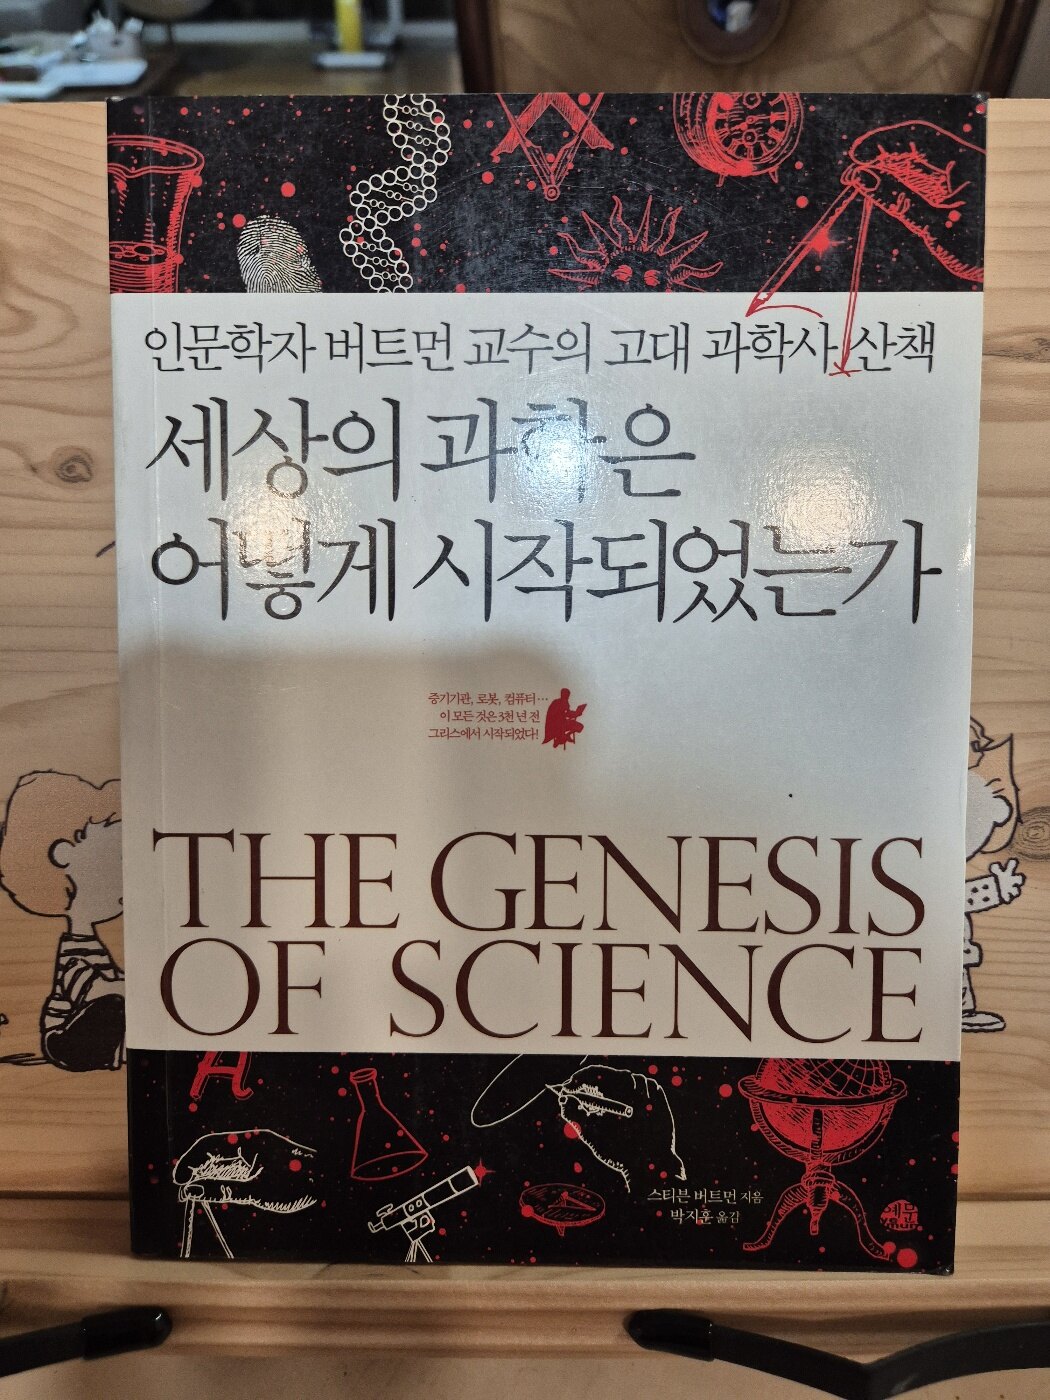 인문학자 버트먼 교수의 고대 과학사 산책
세상의 과학은
어떻게 시작되었는가
증기기관, 로봇, 컴퓨터…
이 모든 것은 3천 년 전
그리스에서 시작되었다!
THE GENESIS
OF SCIENCE
A
스티븐 버트먼 지음
박지훈 옮김